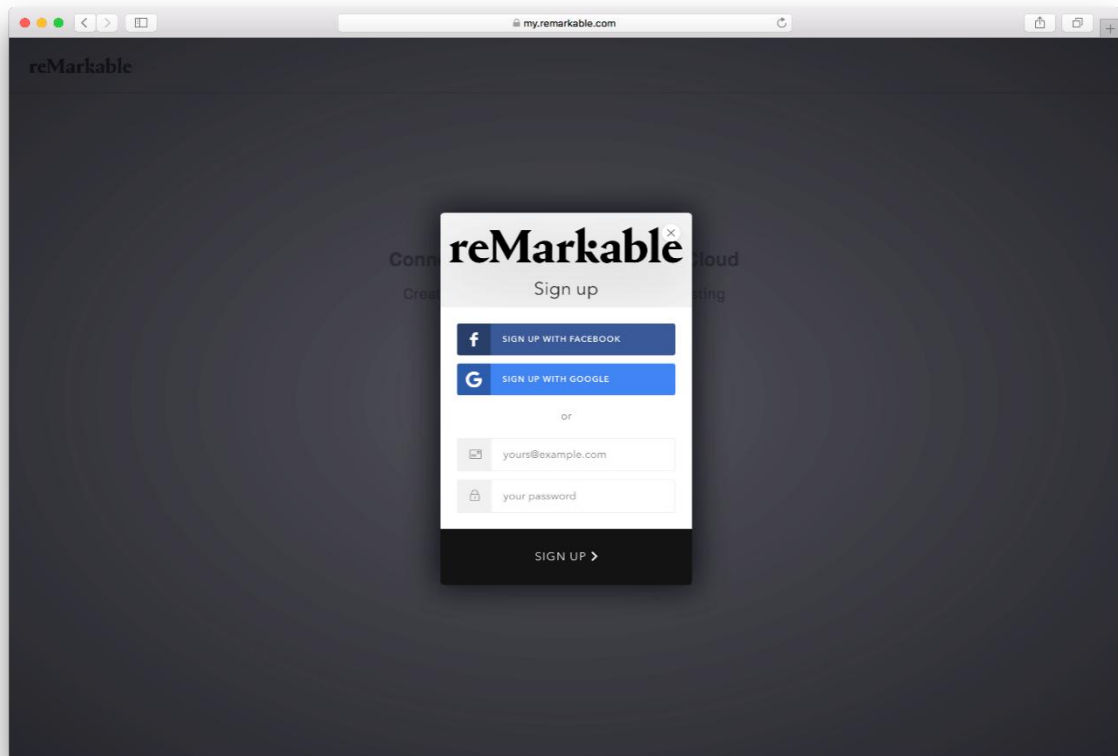 my.remarkable.com
reMarkable
reMarkable
Sign up
f SIGN UP WITH FACEBOOK
G SIGN UP WITH GOOGLE
or
yours@example.com
your password
SIGN UP